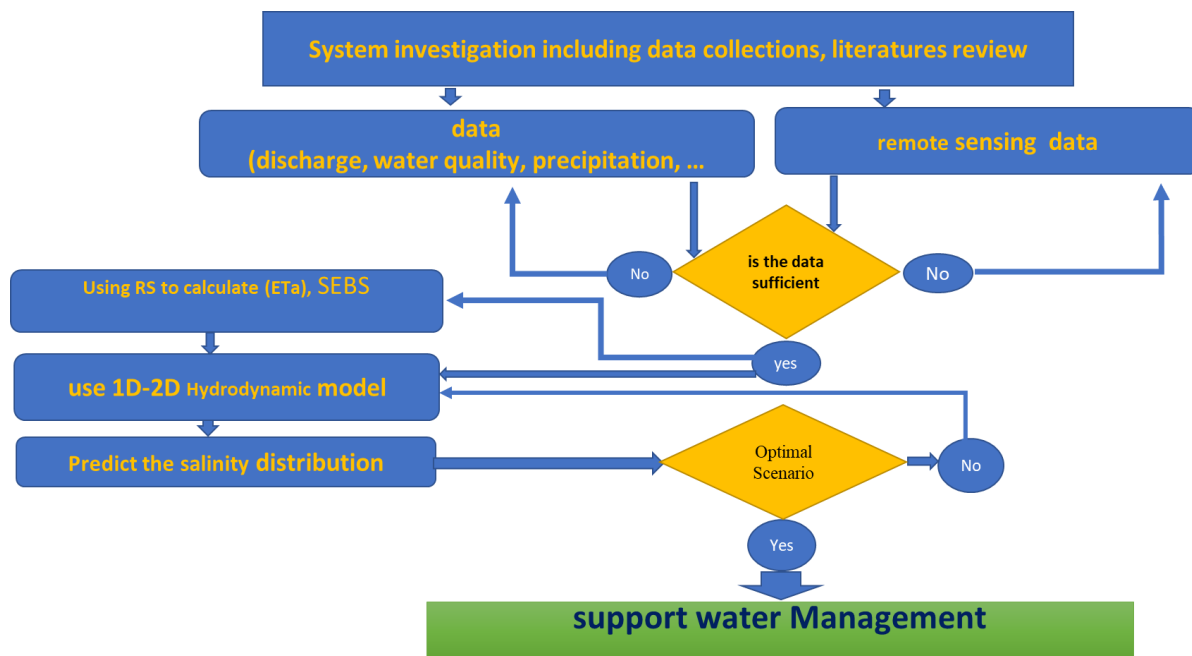 System investigation including data collections, literatures review
data
(discharge, water quality, precipitation, ...
remote sensing data
is the data
sufficient
No
No
Using RS to calculate (ETa), SEBS
yes
use 1D-2D Hydrodynamic model
Predict the salinity distribution
Optimal
Scenario
No
Yes
support water Management